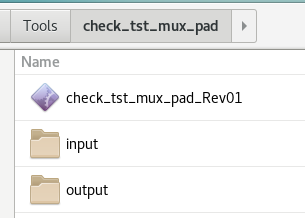 Tools check_tst_mux_pad
Name
check_tst_mux_pad_Rev01
input
output